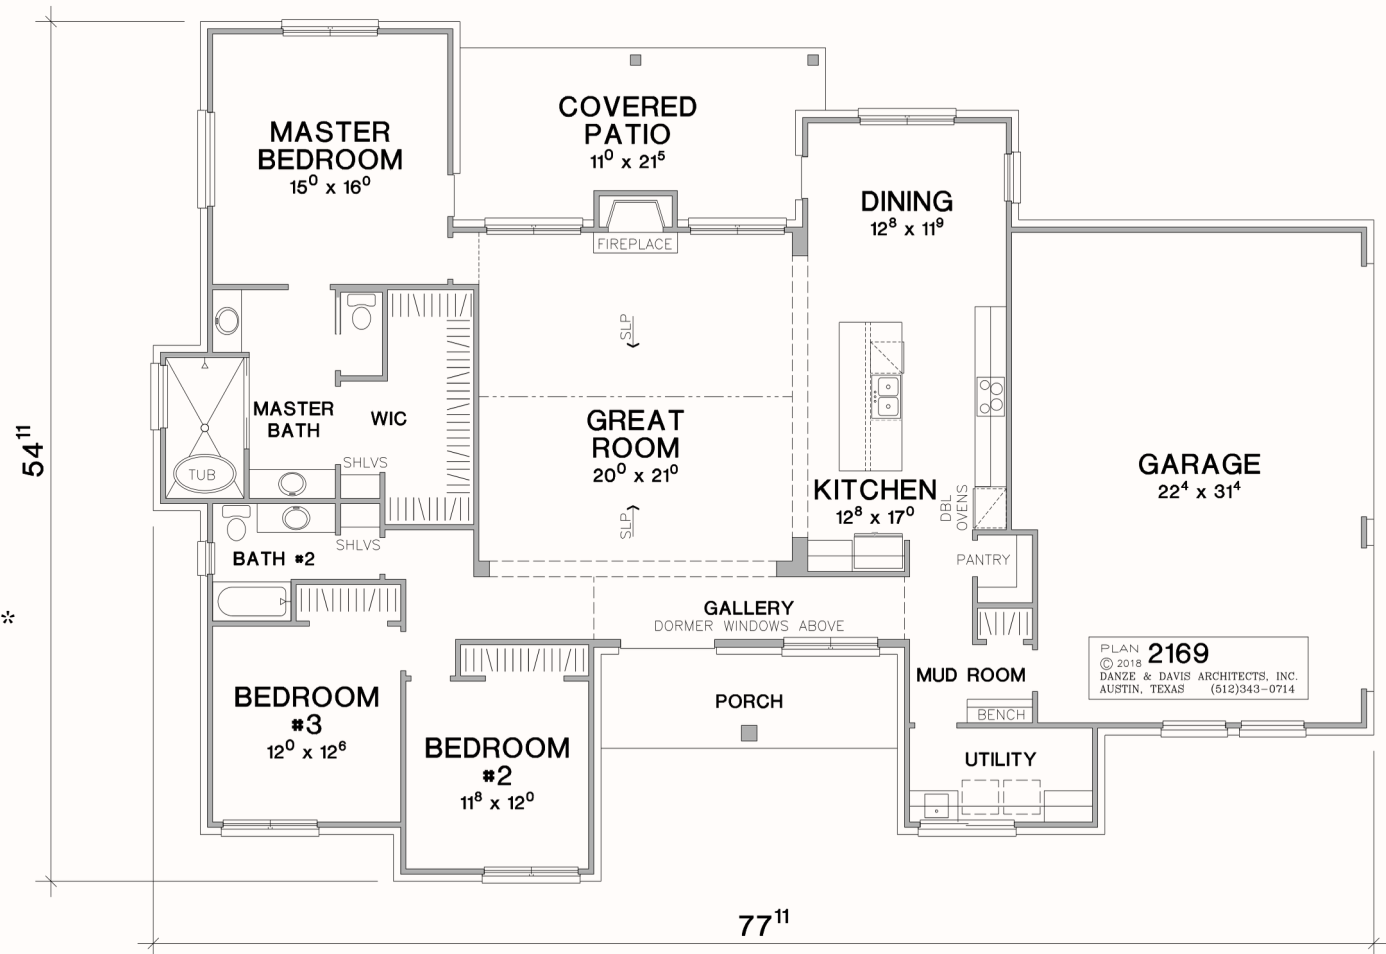 MASTER
BEDROOM
15⁰ x 16⁰
COVERED
PATIO
11⁰ x 21⁵
DINING
12⁸ x 11⁹
FIREPLACE
SLP
GREAT
ROOM
20⁰ x 21⁰
SLP
MASTER
BATH
WIC
TUB
SHLVS
SHLVS
BATH #2
KITCHEN
12⁸ x 17⁰
DBL
OVENS
PANTRY
GARAGE
22⁴ x 31⁴
GALLERY
DORMER WINDOWS ABOVE
MUD ROOM
BENCH
PLAN 2169
© 2018
DANZE & DAVIS ARCHITECTS, INC.
AUSTIN, TEXAS (512)343-0714
BEDROOM
#3
12⁰ x 12⁶
BEDROOM
#2
11⁸ x 12⁰
PORCH
UTILITY
54¹¹
*
77¹¹